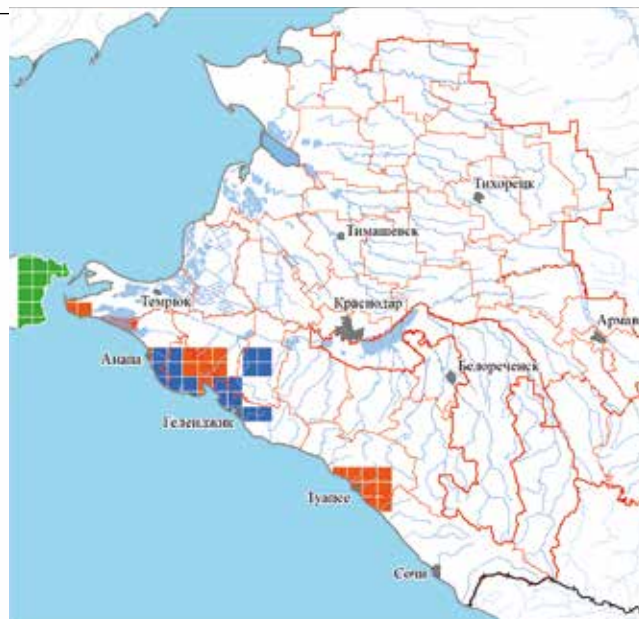 Тихорецк
Тимашевск
Темрюк
Краснодар
Армав
Анапа
Белореченск
Геленджик
Туапсе
Сочи